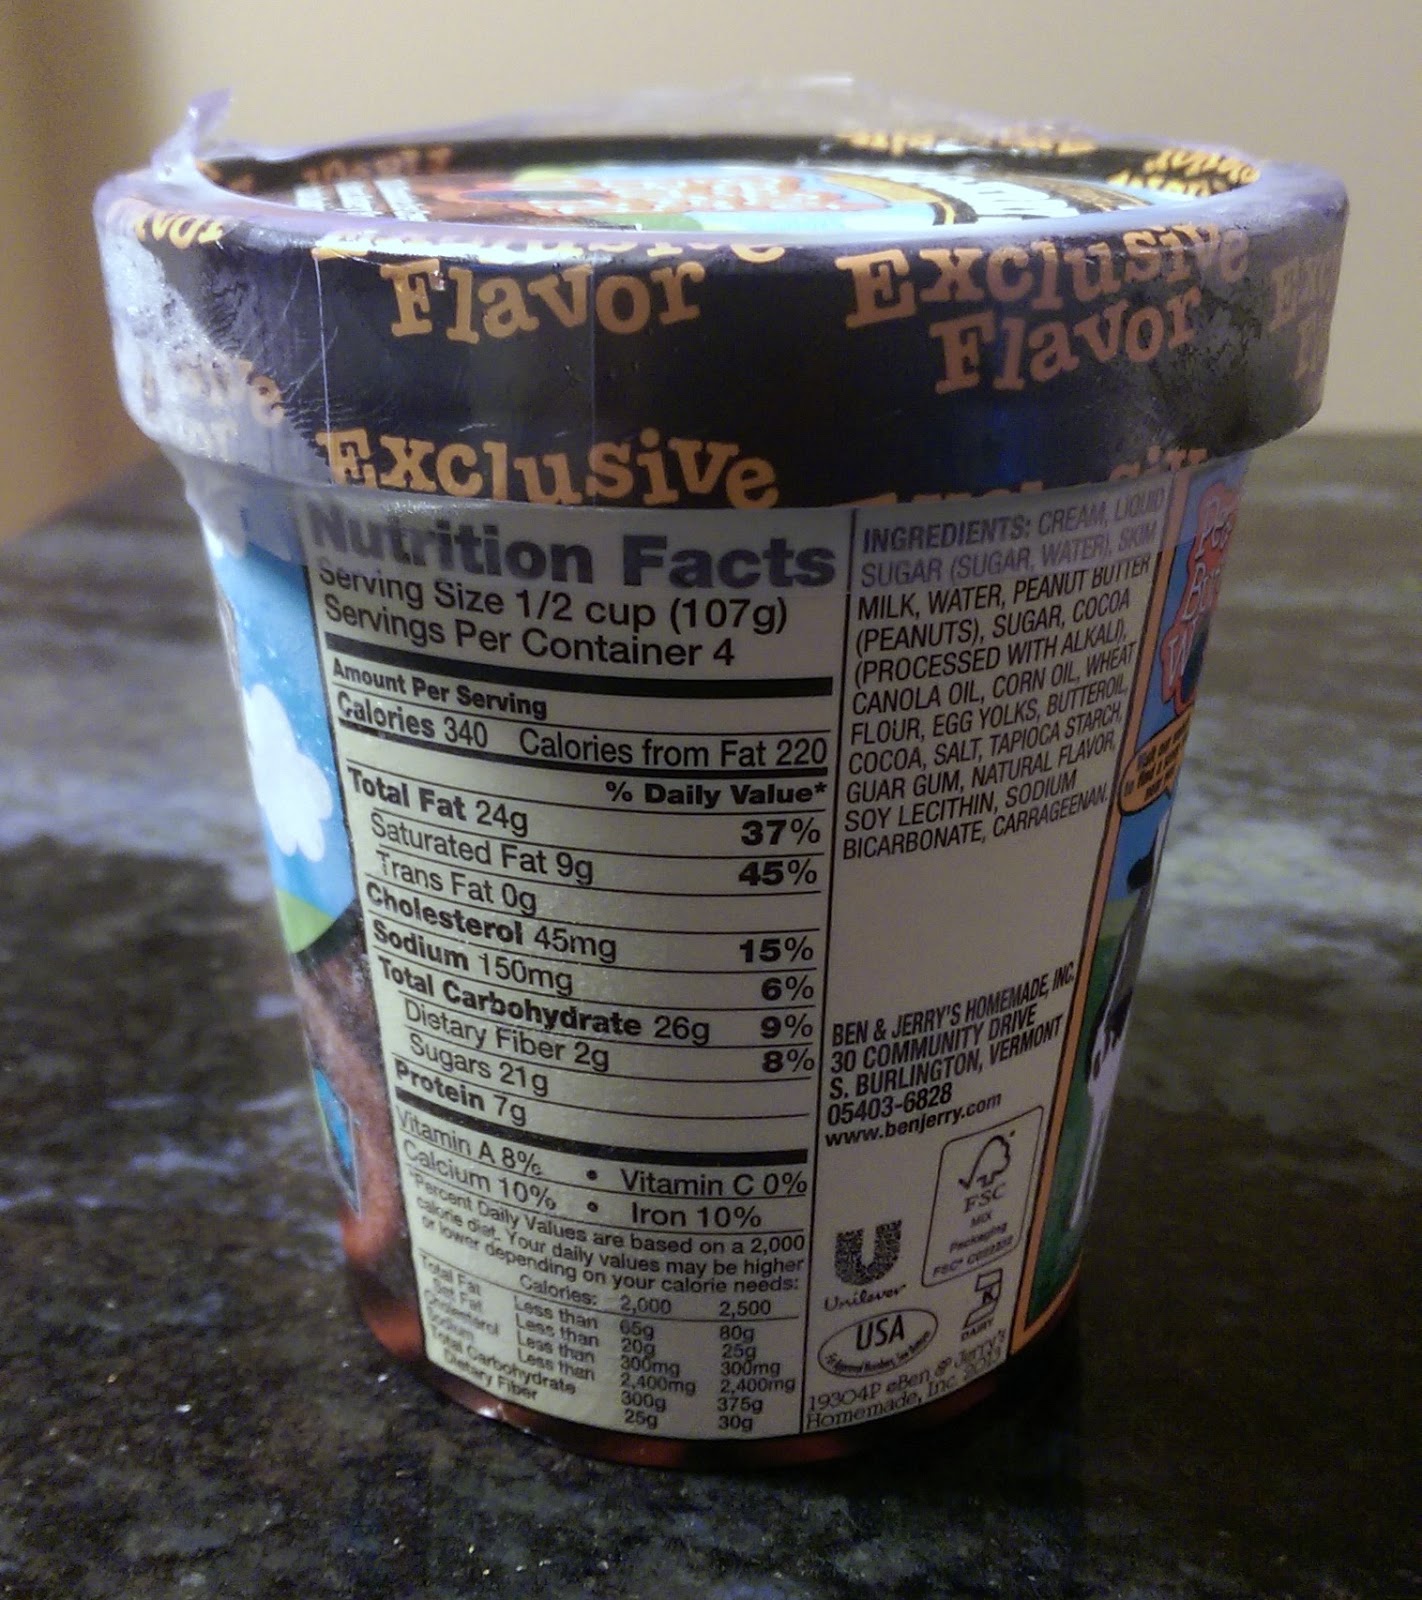 Flavor
Exclusive
Flavor
Exclusive
Nutrition Facts
Serving Size 1/2 cup (107g)
Servings Per Container 4
Amount Per Serving
Calories 340 Calories from Fat 220
% Daily Value*
Total Fat 24g 37%
Saturated Fat 9g 45%
Trans Fat 0g
Cholesterol 45mg 15%
Sodium 150mg 6%
Total Carbohydrate 26g 9%
Dietary Fiber 2g 8%
Sugars 21g
Protein 7g
Vitamin A 8% • Vitamin C 0%
Calcium 10% • Iron 10%
*Percent Daily Values are based on a 2,000
calorie diet. Your daily values may be higher
or lower depending on your calorie needs:
Calories: 2,000 2,500
Total Fat Less than 65g 80g
Sat Fat Less than 20g 25g
Cholesterol Less than 300mg 300mg
Sodium Less than 2,400mg 2,400mg
Total Carbohydrate 300g 375g
Dietary Fiber 25g 30g
INGREDIENTS: CREAM, LIQUID
SUGAR (SUGAR, WATER), SKIM
MILK, WATER, PEANUT BUTTER
(PEANUTS), SUGAR, COCOA
(PROCESSED WITH ALKALI),
CANOLA OIL, CORN OIL, WHEAT
FLOUR, EGG YOLKS, BUTTEROIL,
COCOA, SALT, TAPIOCA STARCH,
GUAR GUM, NATURAL FLAVOR,
SOY LECITHIN, SODIUM
BICARBONATE, CARRAGEENAN.
BEN & JERRY'S HOMEMADE, INC.
30 COMMUNITY DRIVE
S. BURLINGTON, VERMONT
05403-6828
www.benjerry.com
FSC
MIX
Packaging
Unilever
USA
K
DAIRY
19304P ©Ben & Jerry's
Homemade, Inc. 2013